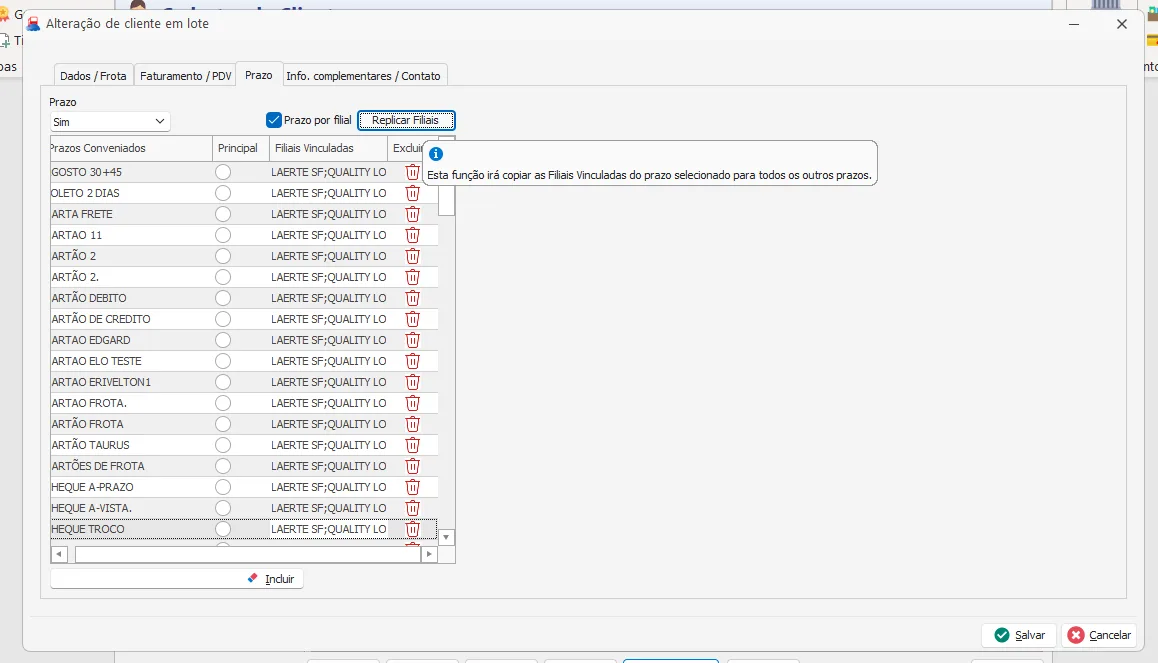 Alteração de cliente em lote
Dados / Frota
Faturamento / PDV
Prazo
Info. complementares / Contato
Prazo
Sim
Prazo por filial
Replicar Filiais
Prazos Conveniados
Principal
Filiais Vinculadas
Excluir
Esta função irá copiar as Filiais Vinculadas do prazo selecionado para todos os outros prazos.
GOSTO 30+45 LAERTE SF;QUALITY LO
OLETO 2 DIAS LAERTE SF;QUALITY LO
ARTA FRETE LAERTE SF;QUALITY LO
ARTAO 11 LAERTE SF;QUALITY LO
ARTÃO 2 LAERTE SF;QUALITY LO
ARTÃO 2. LAERTE SF;QUALITY LO
ARTÃO DEBITO LAERTE SF;QUALITY LO
ARTÃO DE CREDITO LAERTE SF;QUALITY LO
ARTAO EDGARD LAERTE SF;QUALITY LO
ARTAO ELO TESTE LAERTE SF;QUALITY LO
ARTAO ERIVELTON1 LAERTE SF;QUALITY LO
ARTAO FROTA. LAERTE SF;QUALITY LO
ARTÃO FROTA LAERTE SF;QUALITY LO
ARTÃO TAURUS LAERTE SF;QUALITY LO
ARTÕES DE FROTA LAERTE SF;QUALITY LO
HEQUE A-PRAZO LAERTE SF;QUALITY LO
HEQUE A-VISTA. LAERTE SF;QUALITY LO
HEQUE TROCO LAERTE SF;QUALITY LO
Incluir
Salvar
Cancelar